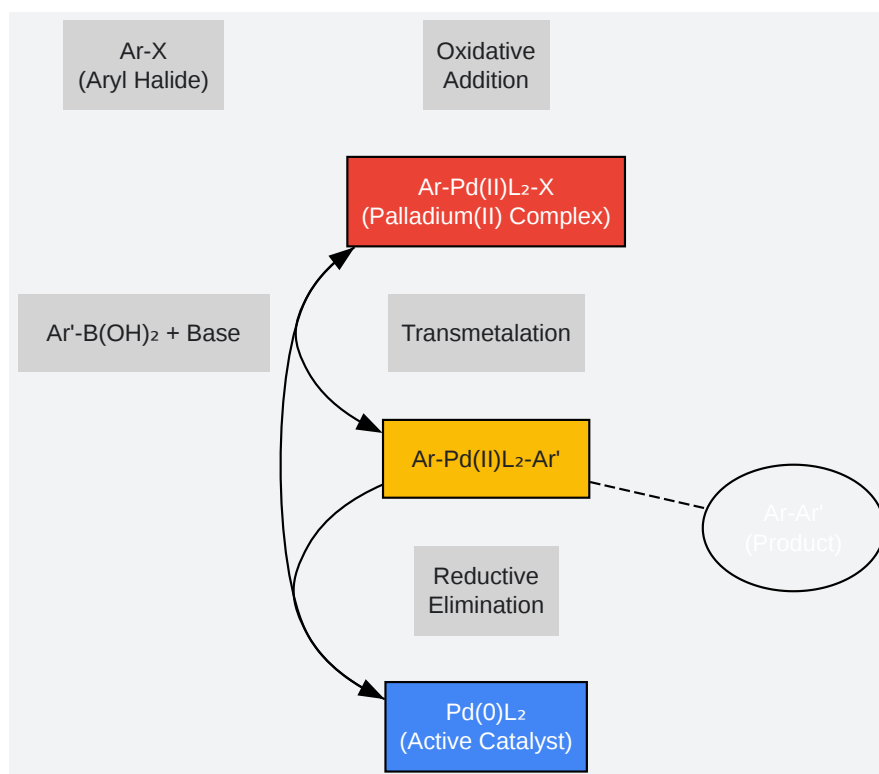 Ar-X
(Aryl Halide)
Oxidative
Addition
Ar-Pd(II)L₂-X
(Palladium(II) Complex)
Ar'-B(OH)₂ + Base
Transmetalation
Ar-Pd(II)L₂-Ar'
Ar-Ar'
(Product)
Reductive
Elimination
Pd(0)L₂
(Active Catalyst)